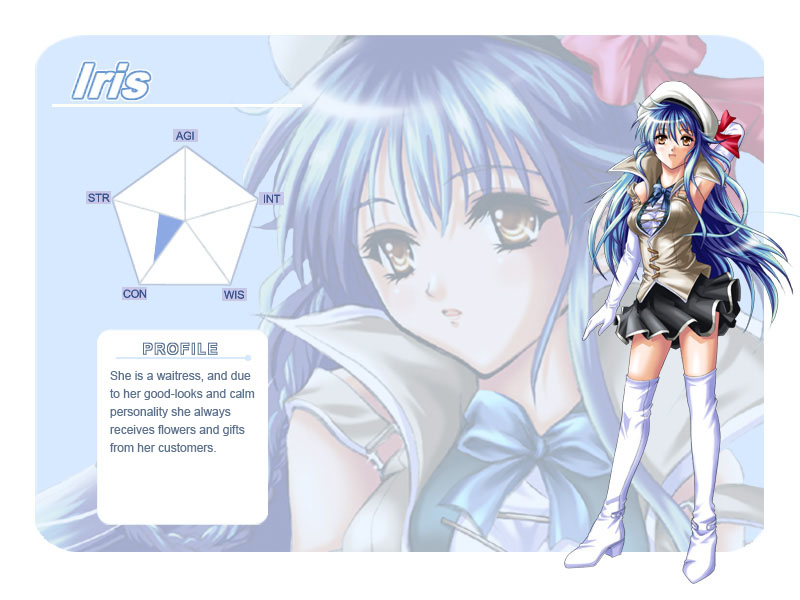 Iris
AGI
STR
INT
CON
WIS
PROFILE
She is a waitress, and due
to her good-looks and calm
personality she always
receives flowers and gifts
from her customers.